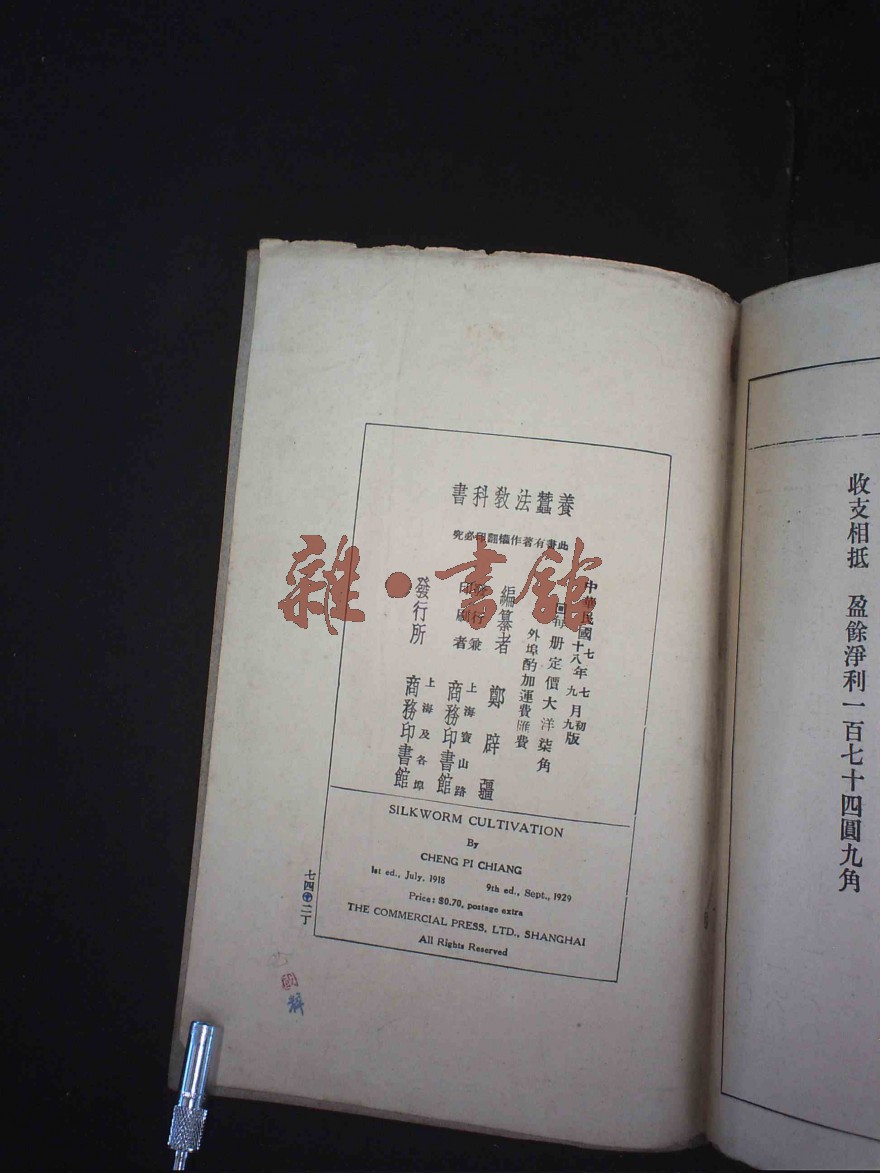 收支相抵　盈餘淨利一百七十四圓九角
養蠶法教科書
此書有著作權翻印必究
中華民國七年七月初版
十八年九月九版
每册定價大洋柒角
外埠酌加運費匯費
編纂者　鄭辟疆
發行兼印刷者　上海寶山路　商務印書館
發行所　上海及各埠　商務印書館
SILKWORM CULTIVATION
By
CHENG PI CHIANG
1st ed., July, 1918 9th ed., Sept., 1929
Price: $0.70, postage extra
THE COMMERCIAL PRESS, LTD., SHANGHAI
All Rights Reserved
七四 二丁
雜·書館